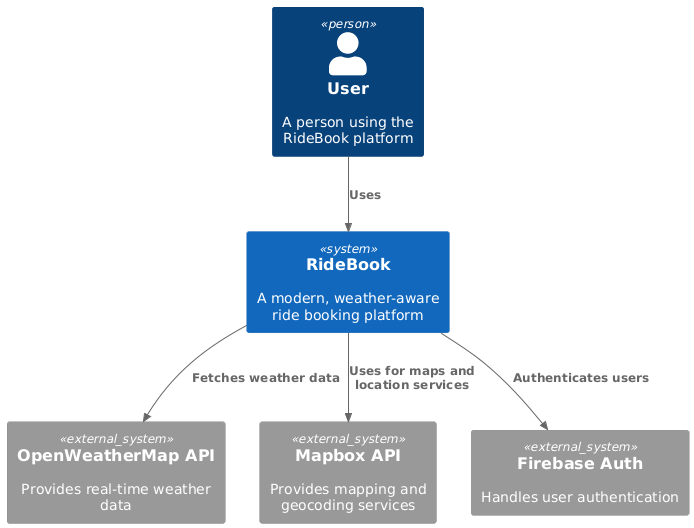 «person»
User
A person using the
RideBook platform
Uses
«system»
RideBook
A modern, weather-aware
ride booking platform
Fetches weather data
Uses for maps and
location services
Authenticates users
«external_system»
OpenWeatherMap API
Provides real-time weather
data
«external_system»
Mapbox API
Provides mapping and
geocoding services
«external_system»
Firebase Auth
Handles user authentication